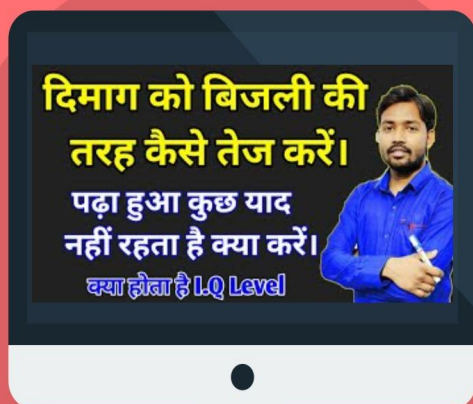 दिमाग को बिजली की
तरह कैसे तेज करें।
पढ़ा हुआ कुछ याद
नहीं रहता है क्या करें।
क्या होता है I.Q Level